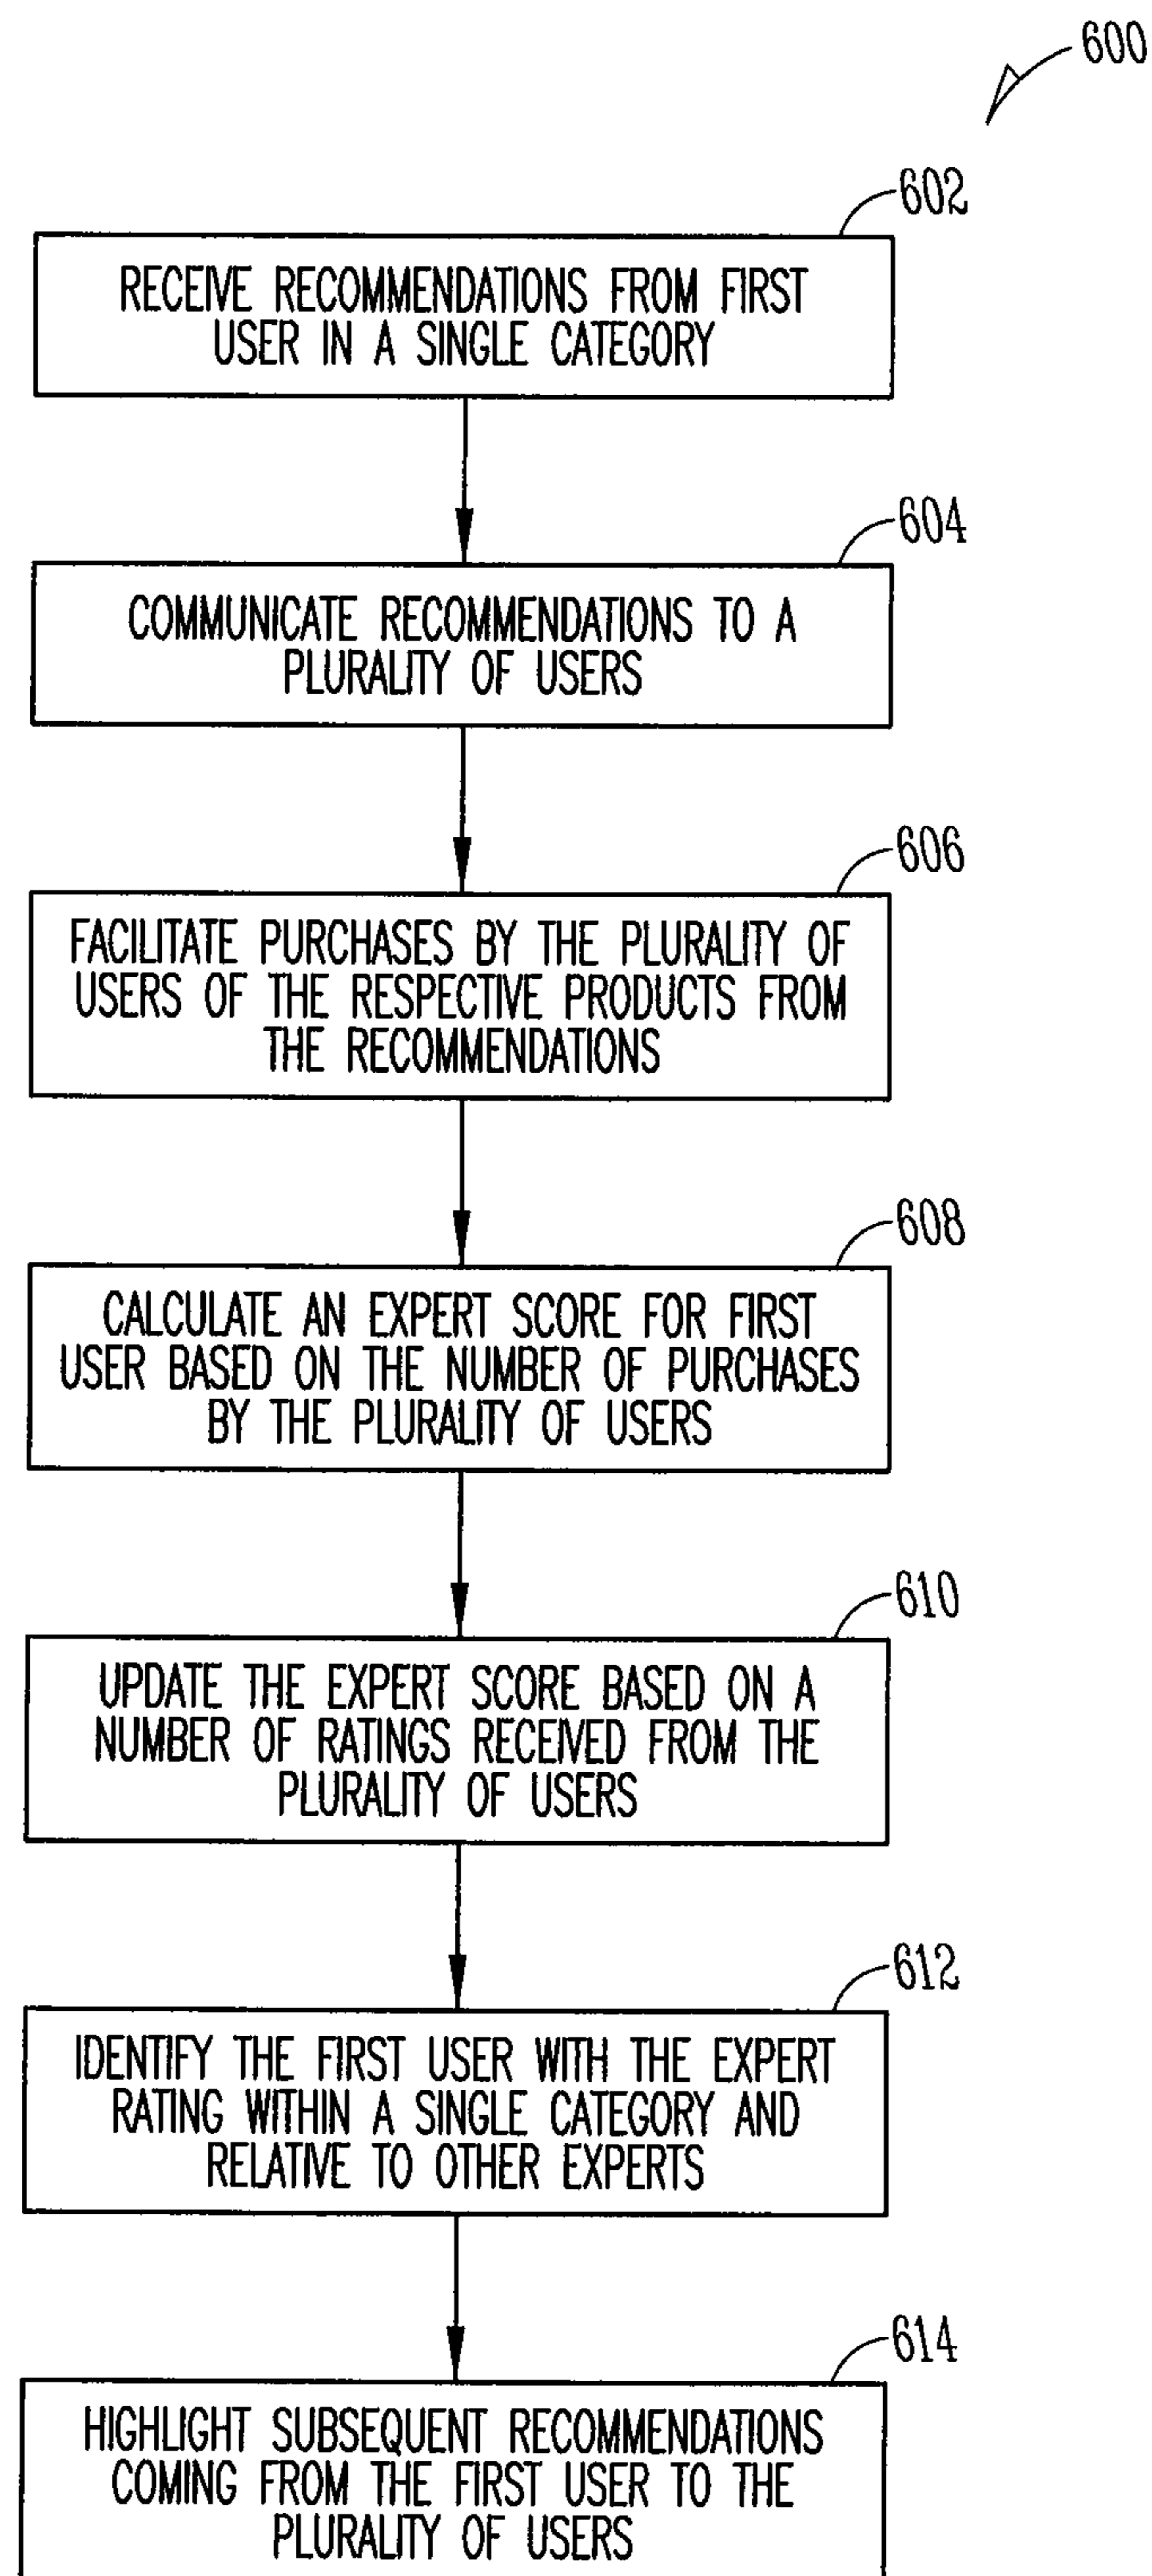 600
602
RECEIVE RECOMMENDATIONS FROM FIRST
USER IN A SINGLE CATEGORY
604
COMMUNICATE RECOMMENDATIONS TO A
PLURALITY OF USERS
606
FACILITATE PURCHASES BY THE PLURALITY OF
USERS OF THE RESPECTIVE PRODUCTS FROM
THE RECOMMENDATIONS
608
CALCULATE AN EXPERT SCORE FOR FIRST
USER BASED ON THE NUMBER OF PURCHASES
BY THE PLURALITY OF USERS
610
UPDATE THE EXPERT SCORE BASED ON A
NUMBER OF RATINGS RECEIVED FROM THE
PLURALITY OF USERS
612
IDENTIFY THE FIRST USER WITH THE EXPERT
RATING WITHIN A SINGLE CATEGORY AND
RELATIVE TO OTHER EXPERTS
614
HIGHLIGHT SUBSEQUENT RECOMMENDATIONS
COMING FROM THE FIRST USER TO THE
PLURALITY OF USERS